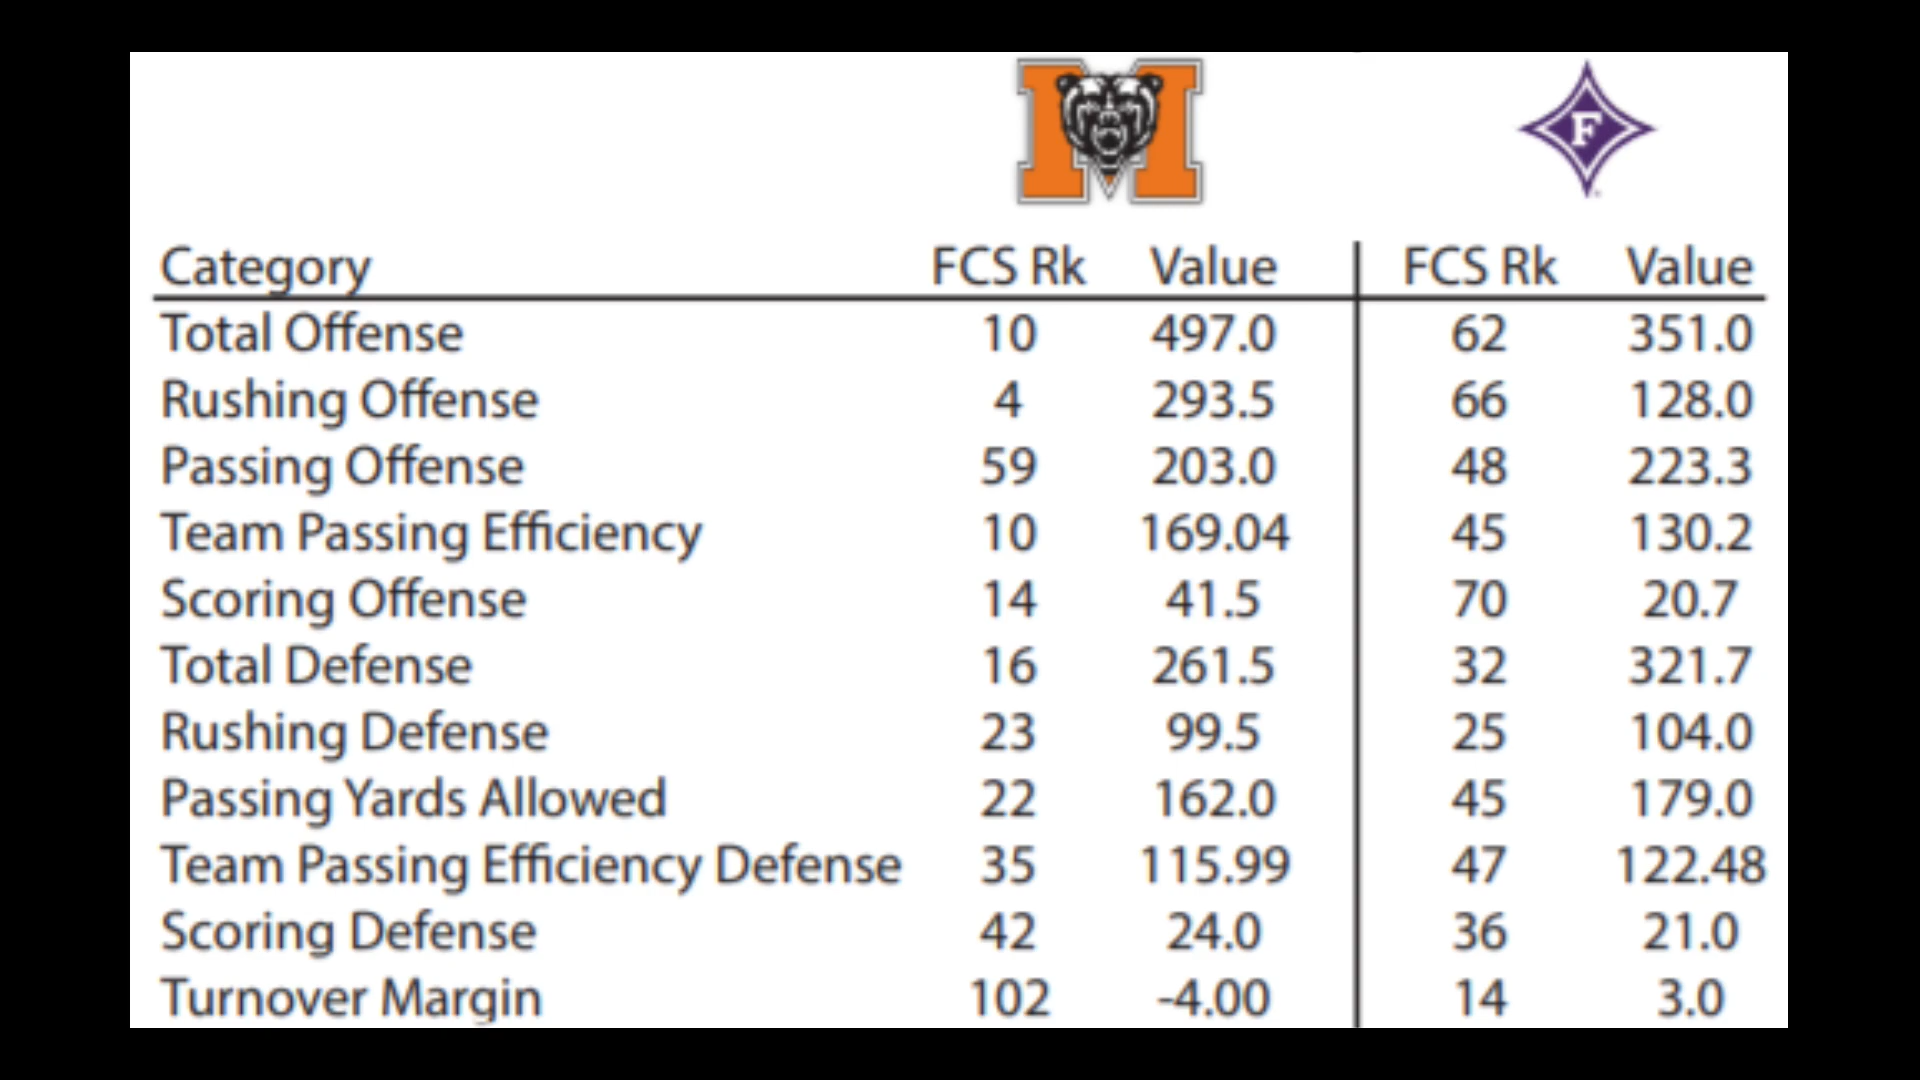 M F
Category FCS Rk Value FCS Rk Value
Total Offense 10 497.0 62 351.0
Rushing Offense 4 293.5 66 128.0
Passing Offense 59 203.0 48 223.3
Team Passing Efficiency 10 169.04 45 130.2
Scoring Offense 14 41.5 70 20.7
Total Defense 16 261.5 32 321.7
Rushing Defense 23 99.5 25 104.0
Passing Yards Allowed 22 162.0 45 179.0
Team Passing Efficiency Defense 35 115.99 47 122.48
Scoring Defense 42 24.0 36 21.0
Turnover Margin 102 -4.00 14 3.0